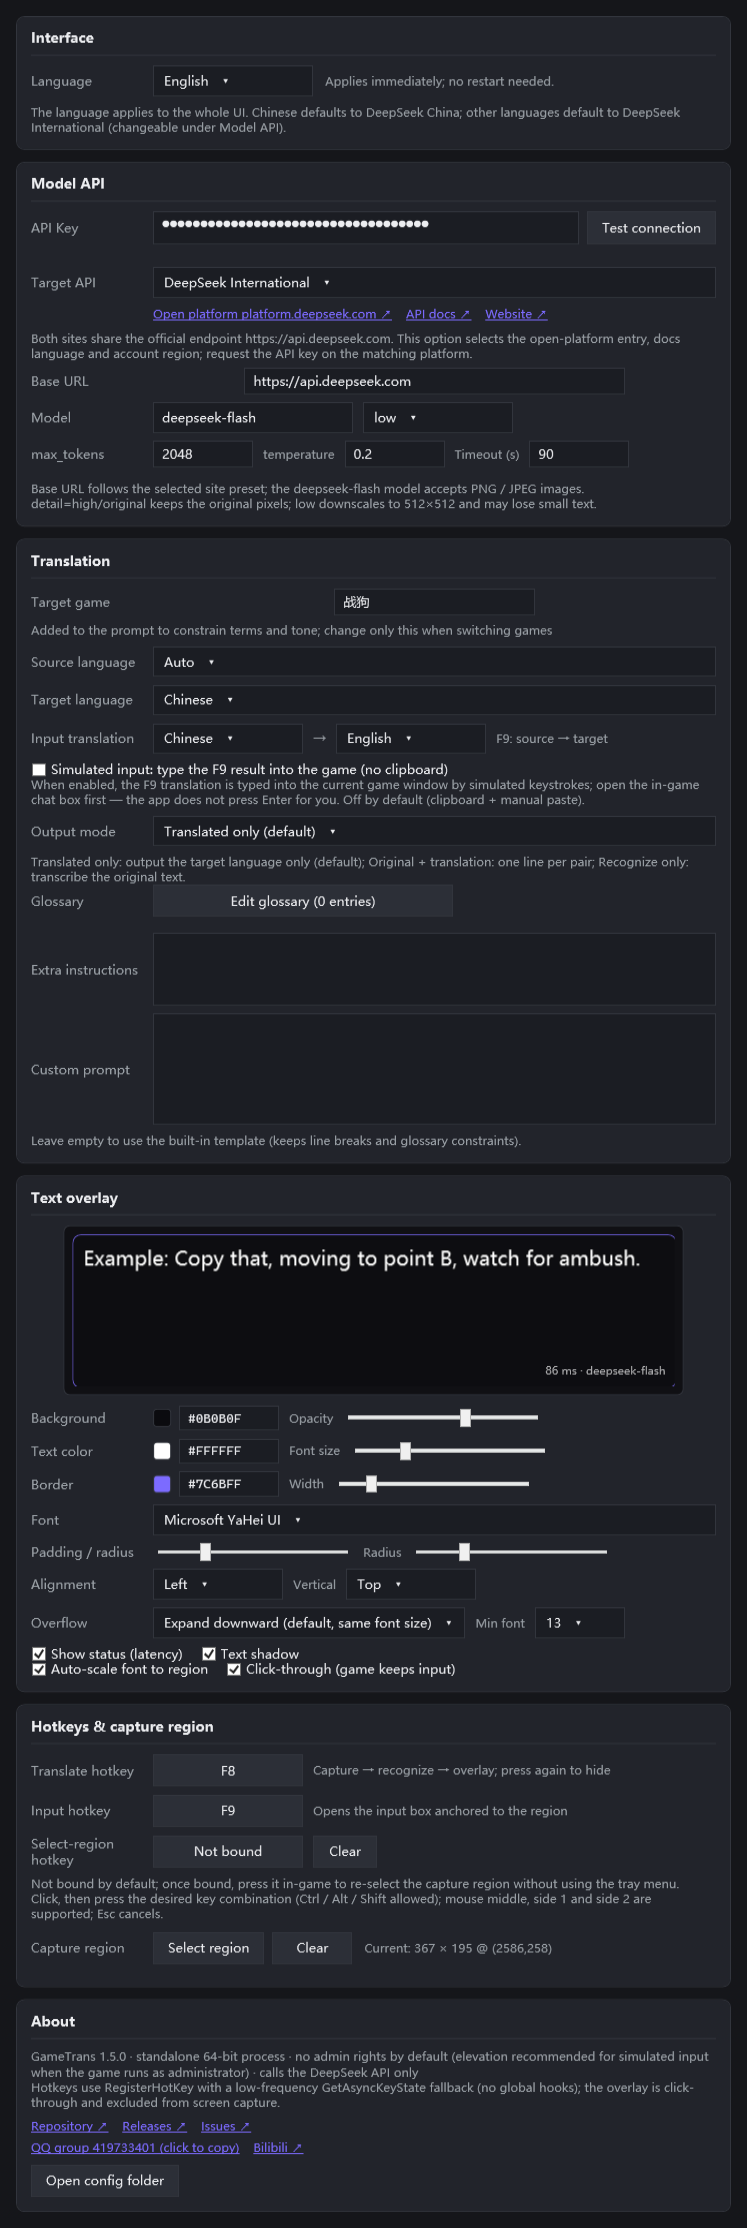 Interface
Language English Applies immediately; no restart needed.
The language applies to the whole UI. Chinese defaults to DeepSeek China; other languages default to DeepSeek
International (changeable under Model API).
Model API
API Key Test connection
Target API DeepSeek International
Open platform platform.deepseek.com ↗ API docs ↗ Website ↗
Both sites share the official endpoint https://api.deepseek.com. This option selects the open-platform entry, docs
language and account region; request the API key on the matching platform.
Base URL https://api.deepseek.com
Model deepseek-flash low
max_tokens 2048 temperature 0.2 Timeout (s) 90
Base URL follows the selected site preset; the deepseek-flash model accepts PNG / JPEG images.
detail=high/original keeps the original pixels; low downscales to 512×512 and may lose small text.
Translation
Target game 战狗
Added to the prompt to constrain terms and tone; change only this when switching games
Source language Auto
Target language Chinese
Input translation Chinese → English F9: source → target
Simulated input: type the F9 result into the game (no clipboard)
When enabled, the F9 translation is typed into the current game window by simulated keystrokes; open the in-game
chat box first — the app does not press Enter for you. Off by default (clipboard + manual paste).
Output mode Translated only (default)
Translated only: output the target language only (default); Original + translation: one line per pair; Recognize only:
transcribe the original text.
Glossary Edit glossary (0 entries)
Extra instructions
Custom prompt
Leave empty to use the built-in template (keeps line breaks and glossary constraints).
Text overlay
Example: Copy that, moving to point B, watch for ambush.
86 ms · deepseek-flash
Background #0B0B0F Opacity
Text color #FFFFFF Font size
Border #7C6BFF Width
Font Microsoft YaHei UI
Padding / radius Radius
Alignment Left Vertical Top
Overflow Expand downward (default, same font size) Min font 13
Show status (latency) Text shadow
Auto-scale font to region Click-through (game keeps input)
Hotkeys & capture region
Translate hotkey F8 Capture → recognize → overlay; press again to hide
Input hotkey F9 Opens the input box anchored to the region
Select-region
hotkey Not bound Clear
Not bound by default; once bound, press it in-game to re-select the capture region without using the tray menu.
Click, then press the desired key combination (Ctrl / Alt / Shift allowed); mouse middle, side 1 and side 2 are
supported; Esc cancels.
Capture region Select region Clear Current: 367 × 195 @ (2586,258)
About
GameTrans 1.5.0 · standalone 64-bit process · no admin rights by default (elevation recommended for simulated input
when the game runs as administrator) · calls the DeepSeek API only
Hotkeys use RegisterHotKey with a low-frequency GetAsyncKeyState fallback (no global hooks); the overlay is click-
through and excluded from screen capture.
Repository ↗ Releases ↗ Issues ↗
QQ group 419733401 (click to copy) Bilibili ↗
Open config folder